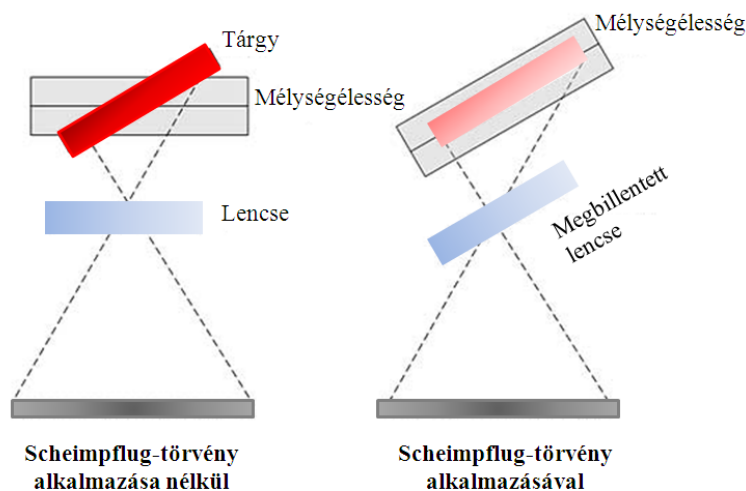 Tárgy
Mélységélesség
Lencse
Scheimpflug-törvény
alkalmazása nélkül
Mélységélesség
Megbillentett
lencse
Scheimpflug-törvény
alkalmazásával